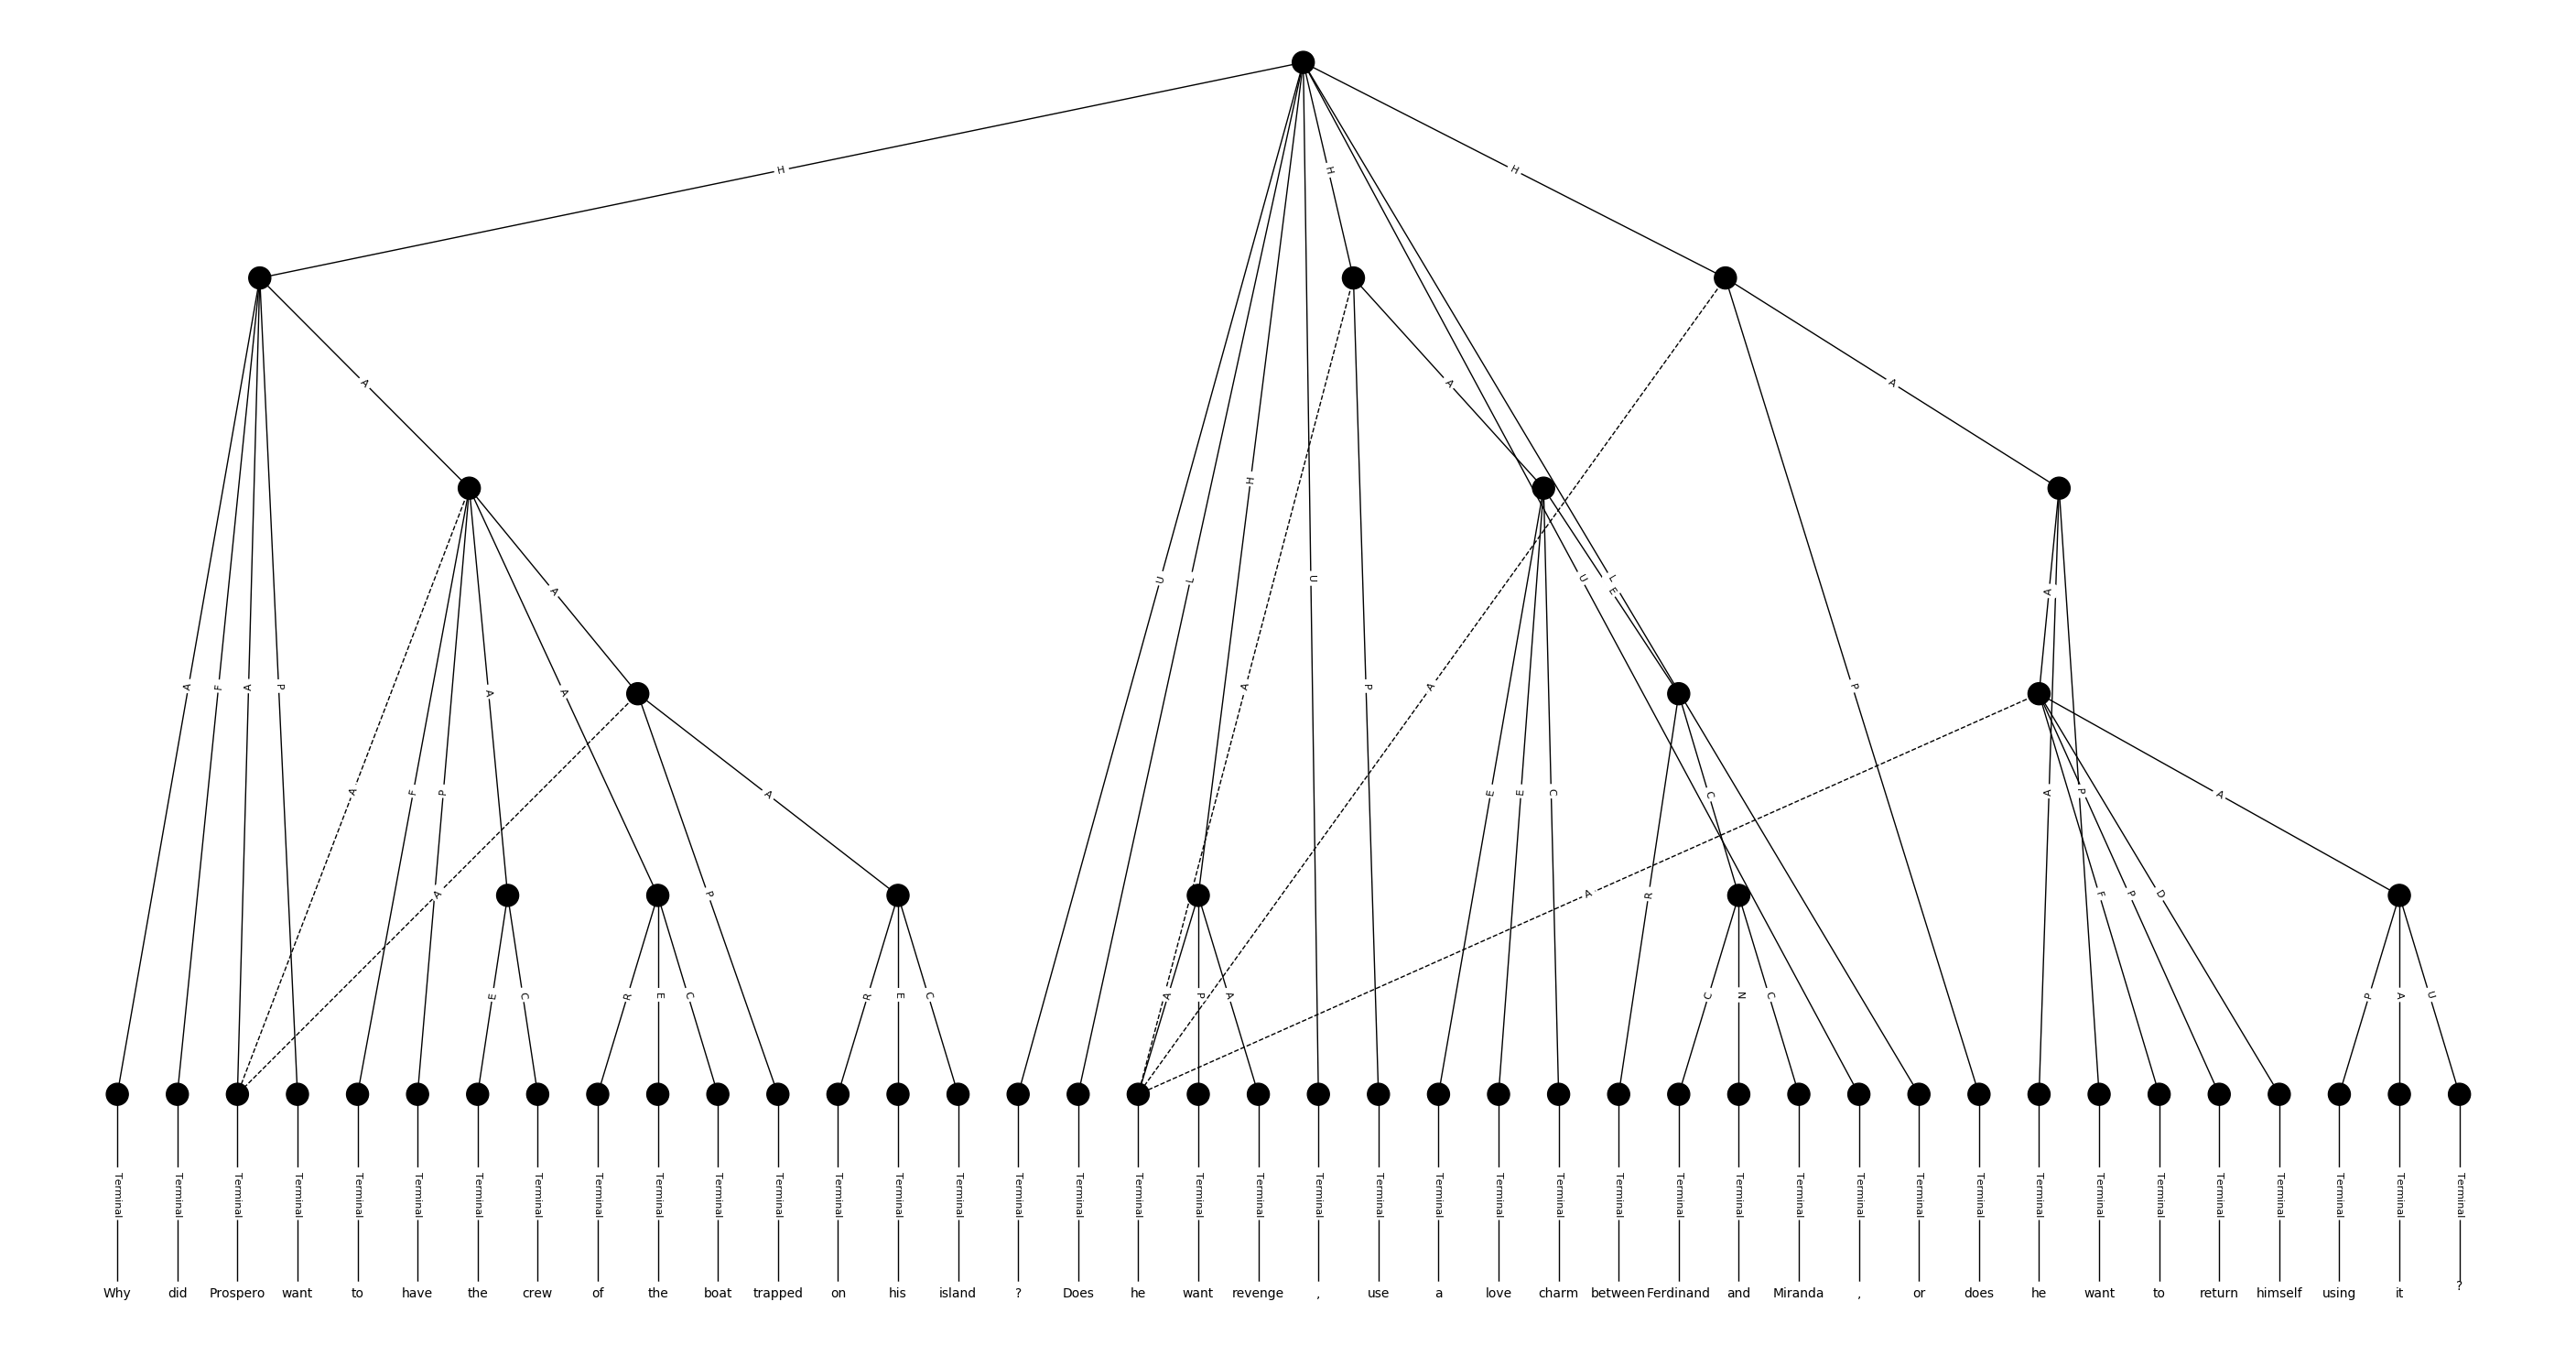 H H H
A A A
U L H U U L E A
A F A P A P A P
A F P A A A E E C C A P A
A P R A F P D
E C R E C R E C A P A C N C P A U
Terminal Terminal Terminal Terminal Terminal Terminal Terminal Terminal Terminal Terminal Terminal Terminal Terminal Terminal Terminal Terminal Terminal Terminal Terminal Terminal Terminal Terminal Terminal Terminal Terminal Terminal Terminal Terminal Terminal Terminal Terminal Terminal Terminal Terminal Terminal Terminal Terminal Terminal Terminal Terminal
Why did Prospero want to have the crew of the boat trapped on his island ? Does he want revenge , use a love charm between Ferdinand and Miranda , or does he want to return himself using it ?